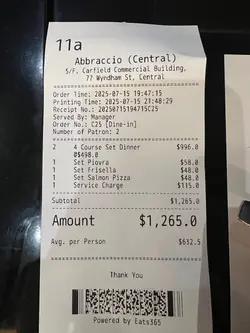 11a
Abbraccio (Central)
5/F, Carfield Commercial Building,
77 Wyndham St, Central
Order Time: 2025-07-15 19:47:15
Printing Time: 2025-07-15 21:48:29
Receipt No.: 20250715194715C25
Served By: Manager
Order No.: C25 [Dine-in]
Number of Patron: 2
2 4 Course Set Dinner $996.0
@$498.0
1 Set Piovra $58.0
1 Set Frisella $48.0
1 Set Salmon Pizza $48.0
1 Service Charge $115.0
Subtotal $1,265.0
Amount $1,265.0
Avg. per Person $632.5
Thank You
Powered by Eats365